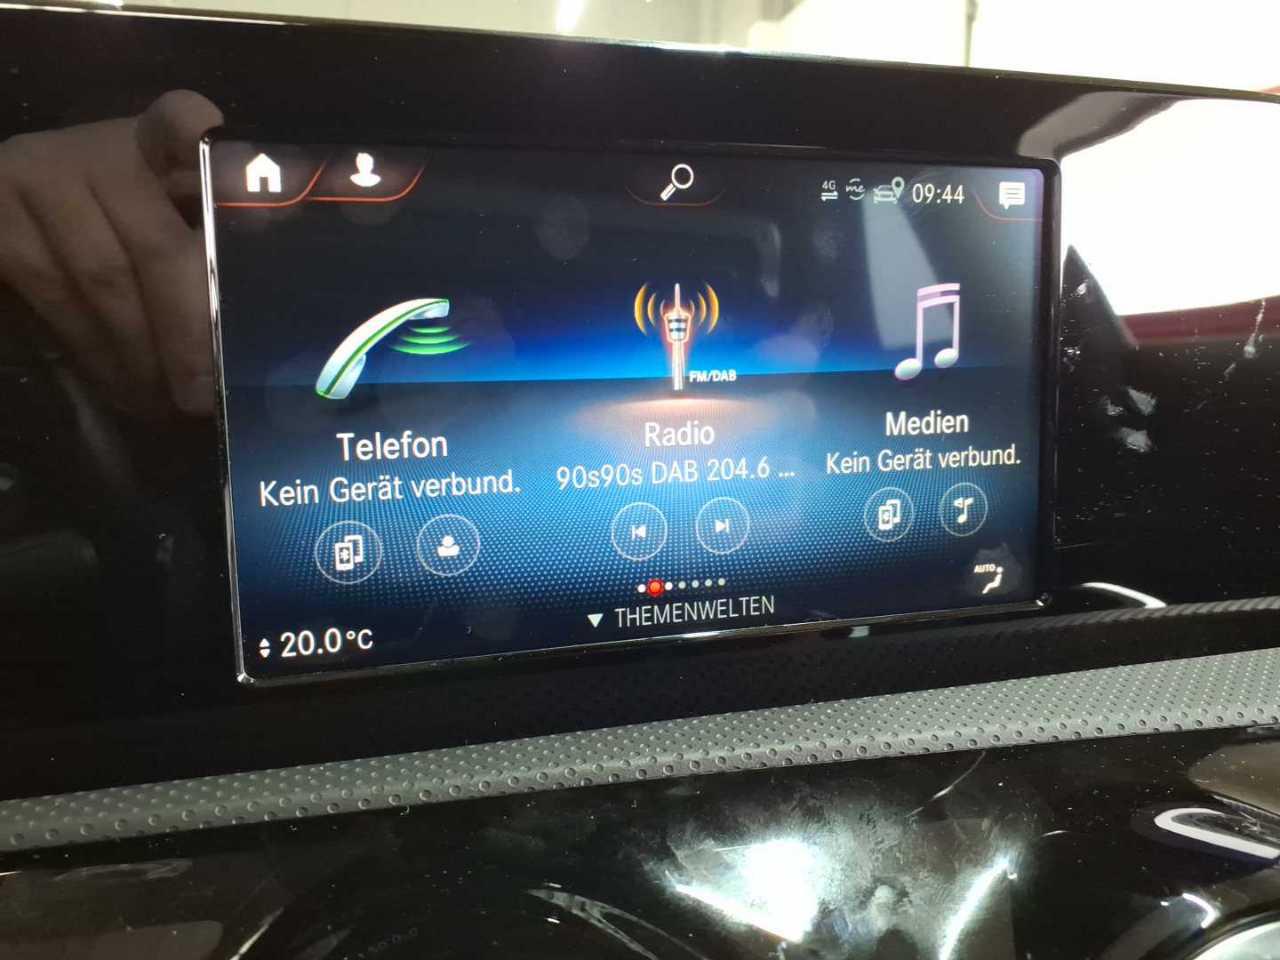 4G me 09:44
FM/DAB
Telefon
Kein Gerät verbund.
Radio
90s90s DAB 204.6 ...
Medien
Kein Gerät verbund.
AUTO
THEMENWELTEN
20.0°C